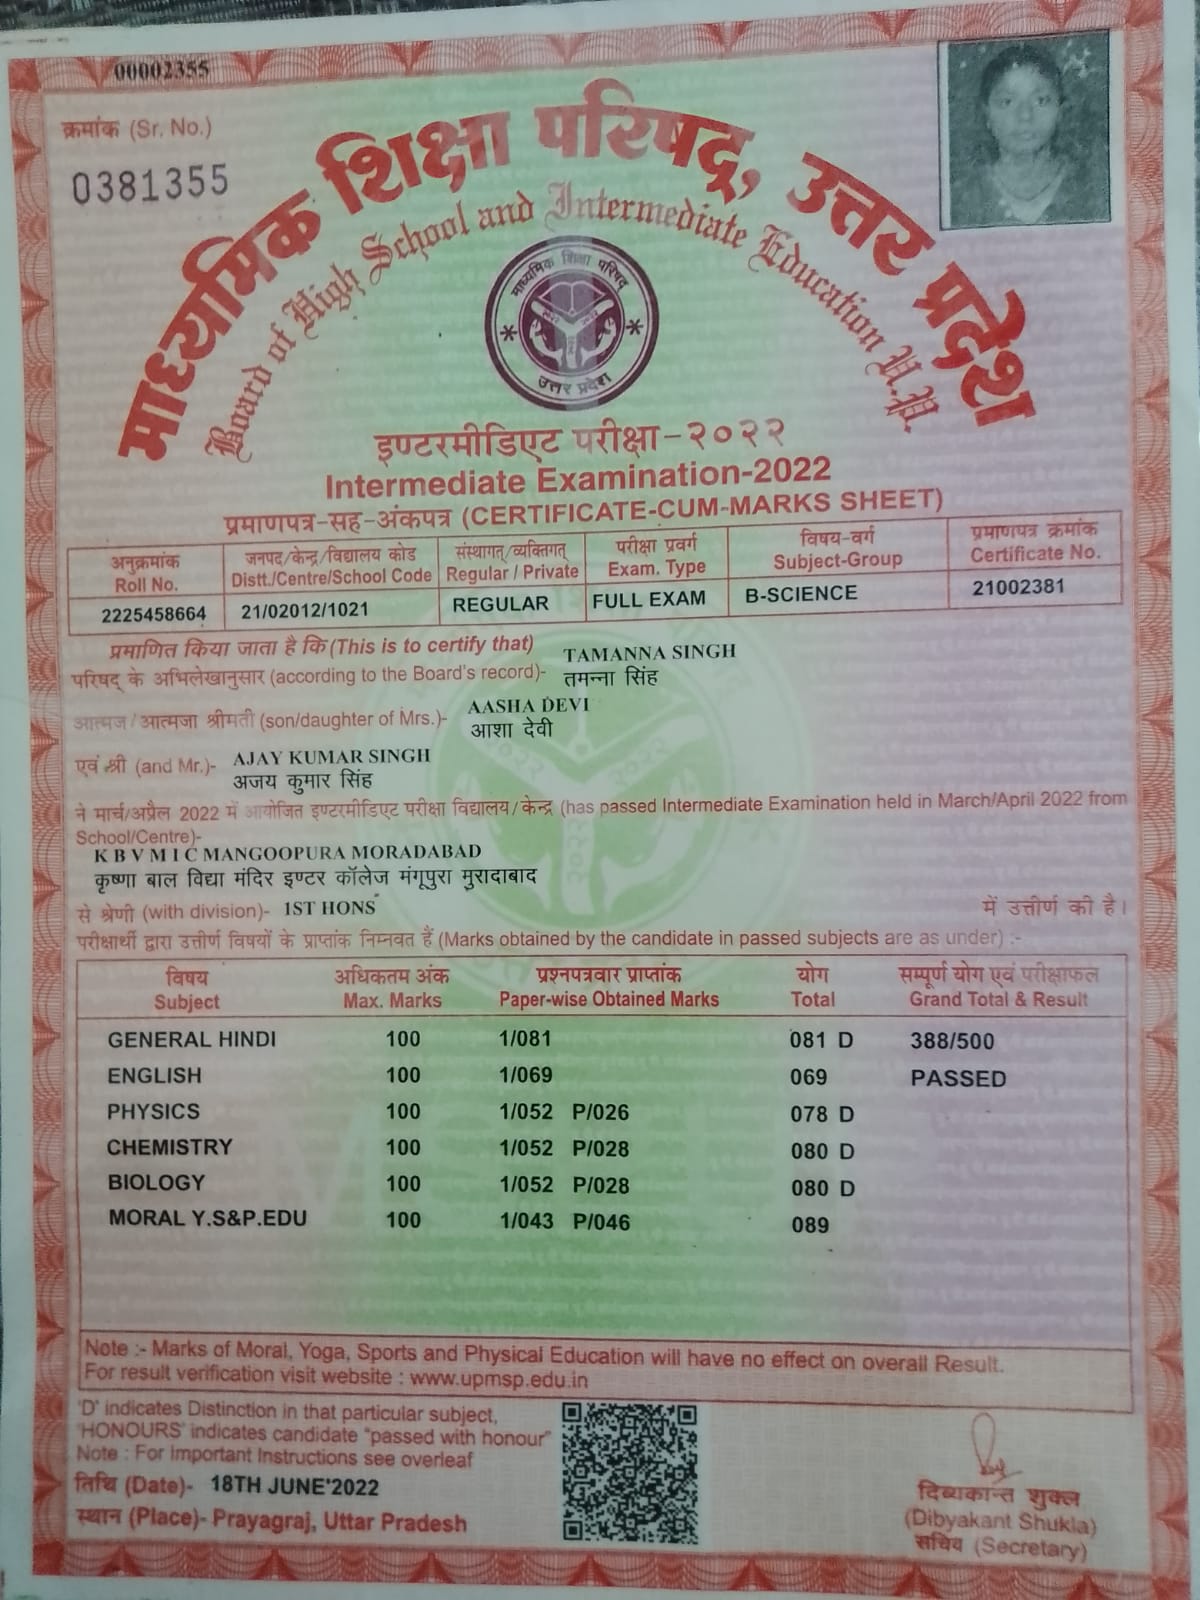 00002355
क्रमांक (Sr. No.)
0381355
माध्यमिक शिक्षा परिषद्, उत्तर प्रदेश
Board of High School and Intermediate Education U.P.
माध्यमिक शिक्षा परिषद्
उत्तर प्रदेश
इण्टरमीडिएट परीक्षा-२०२२
Intermediate Examination-2022
प्रमाणपत्र-सह-अंकपत्र (CERTIFICATE-CUM-MARKS SHEET)
अनुक्रमांक जनपद/केन्द्र/विद्यालय कोड संस्थागत्/व्यक्तिगत् परीक्षा प्रवर्ग विषय-वर्ग प्रमाणपत्र क्रमांक
Roll No. Distt./Centre/School Code Regular / Private Exam. Type Subject-Group Certificate No.
2225458664 21/02012/1021 REGULAR FULL EXAM B-SCIENCE 21002381
प्रमाणित किया जाता है कि (This is to certify that) TAMANNA SINGH
परिषद् के अभिलेखानुसार (according to the Board's record)- तमन्ना सिंह
AASHA DEVI
आत्मज/आत्मजा श्रीमती (son/daughter of Mrs.)- आशा देवी
एवं श्री (and Mr.)- AJAY KUMAR SINGH
अजय कुमार सिंह
ने मार्च/अप्रैल 2022 में आयोजित इण्टरमीडिएट परीक्षा विद्यालय/केन्द्र (has passed Intermediate Examination held in March/April 2022 from
School/Centre)-
K B V M I C MANGOOPURA MORADABAD
कृष्णा बाल विद्या मंदिर इण्टर कॉलेज मंगूपुरा मुरादाबाद
से श्रेणी (with division)- 1ST HONS में उत्तीर्ण की है।
परीक्षार्थी द्वारा उत्तीर्ण विषयों के प्राप्तांक निम्नवत हैं (Marks obtained by the candidate in passed subjects are as under) :-
विषय अधिकतम अंक प्रश्नपत्रवार प्राप्तांक योग सम्पूर्ण योग एवं परीक्षाफल
Subject Max. Marks Paper-wise Obtained Marks Total Grand Total & Result
GENERAL HINDI 100 1/081 081 D 388/500
ENGLISH 100 1/069 069 PASSED
PHYSICS 100 1/052 P/026 078 D
CHEMISTRY 100 1/052 P/028 080 D
BIOLOGY 100 1/052 P/028 080 D
MORAL Y.S&P.EDU 100 1/043 P/046 089
Note :- Marks of Moral, Yoga, Sports and Physical Education will have no effect on overall Result.
For result verification visit website : www.upmsp.edu.in
'D' indicates Distinction in that particular subject,
'HONOURS' indicates candidate "passed with honour"
Note : For Important Instructions see overleaf
तिथि (Date)- 18TH JUNE'2022
स्थान (Place)- Prayagraj, Uttar Pradesh
दिब्यकान्त शुक्ल
(Dibyakant Shukla)
सचिव (Secretary)